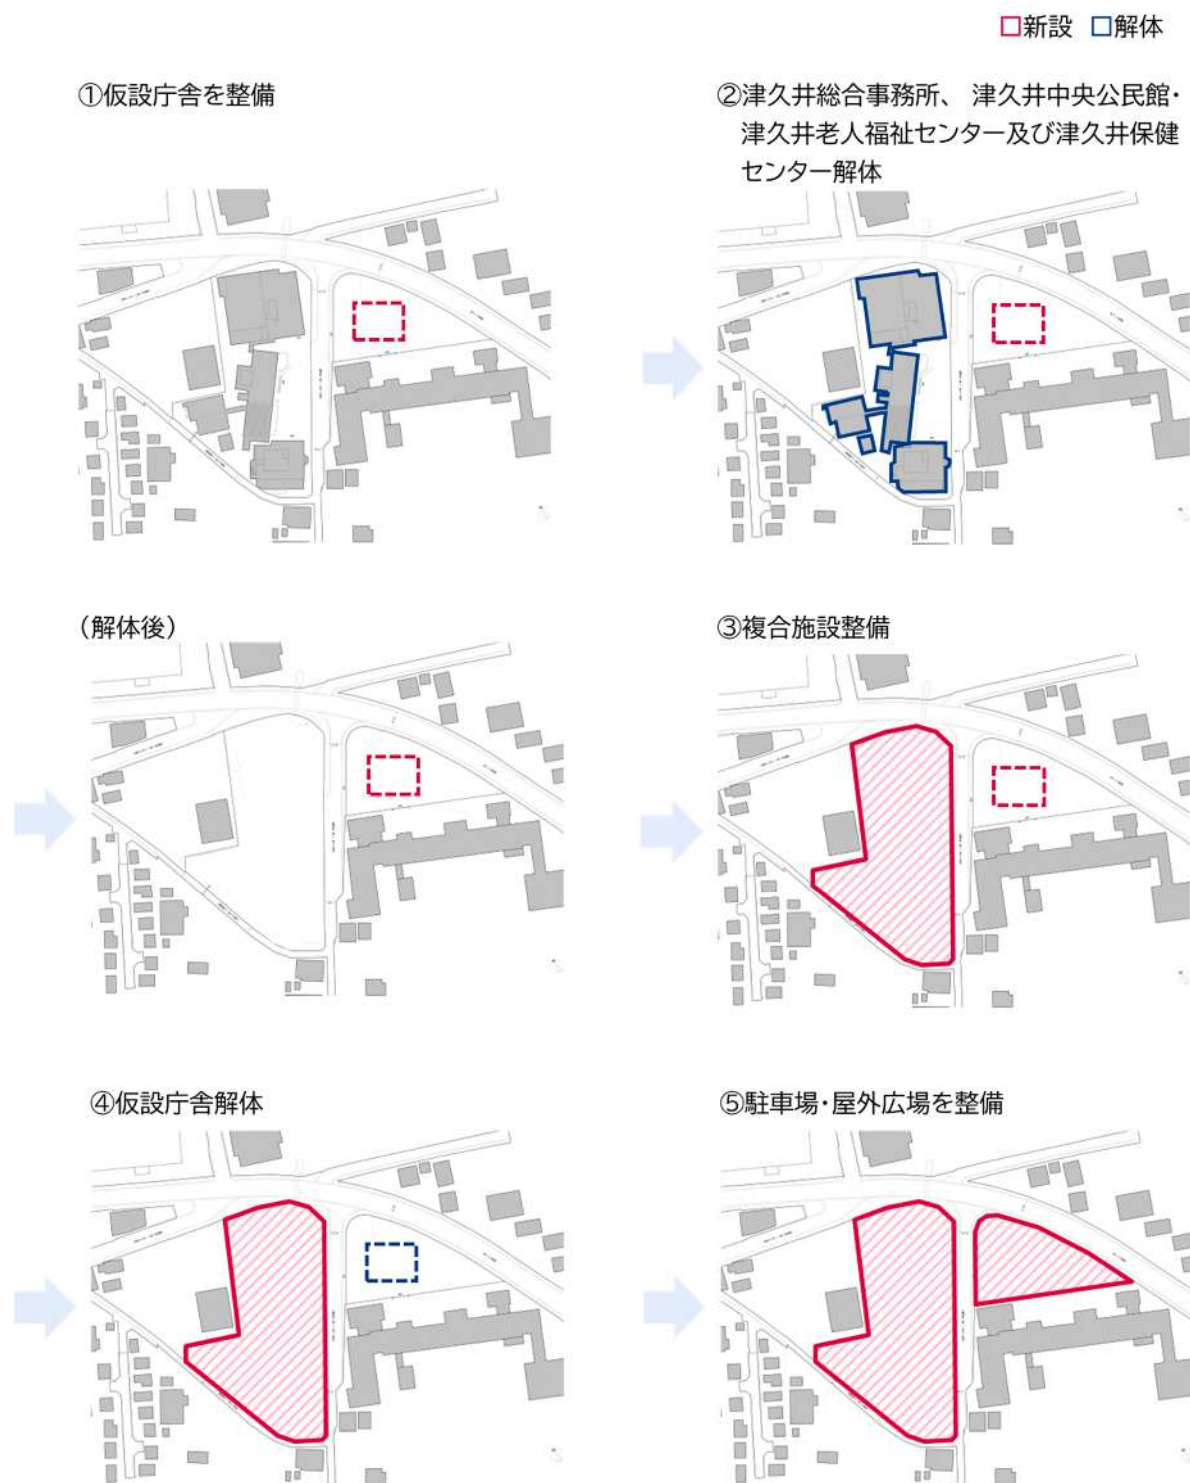 新設 解体
①仮設庁舎を整備
②津久井総合事務所、 津久井中央公民館・
津久井老人福祉センター及び津久井保健
センター解体
(解体後)
③複合施設整備
④仮設庁舎解体
⑤駐車場・屋外広場を整備